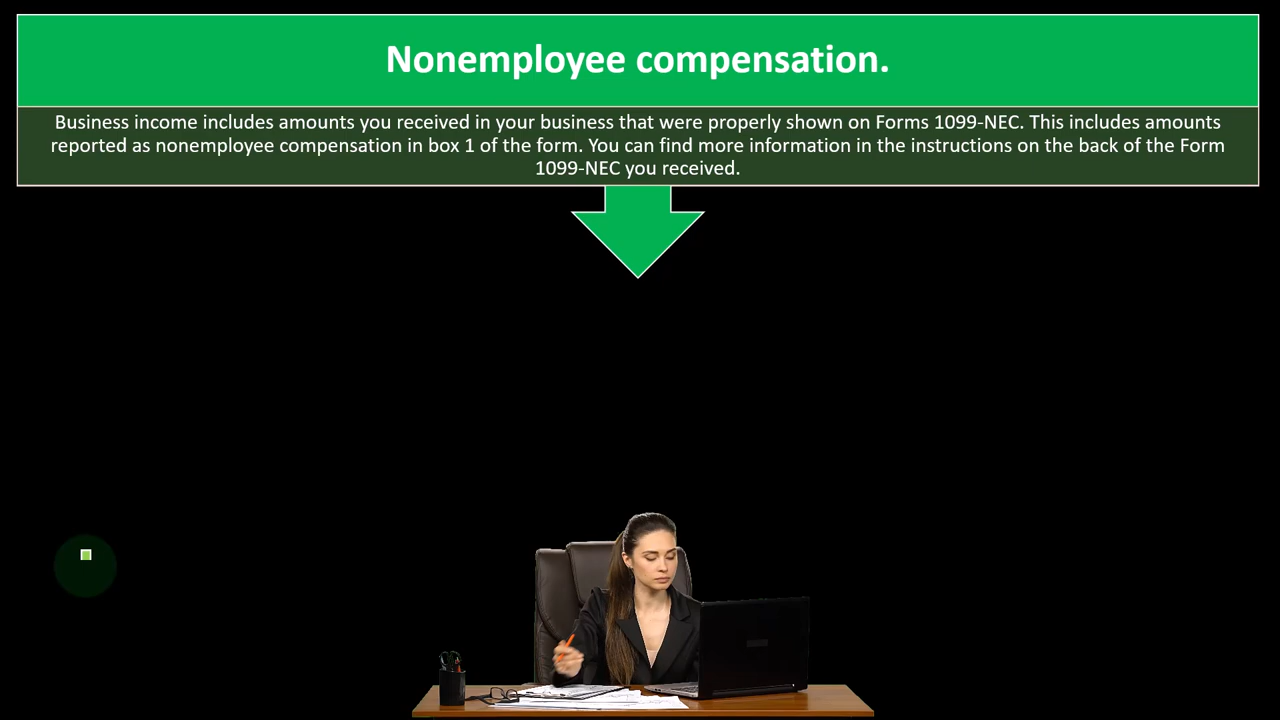 Nonemployee compensation.
Business income includes amounts you received in your business that were properly shown on Forms 1099-NEC. This includes amounts
reported as nonemployee compensation in box 1 of the form. You can find more information in the instructions on the back of the Form
1099-NEC you received.